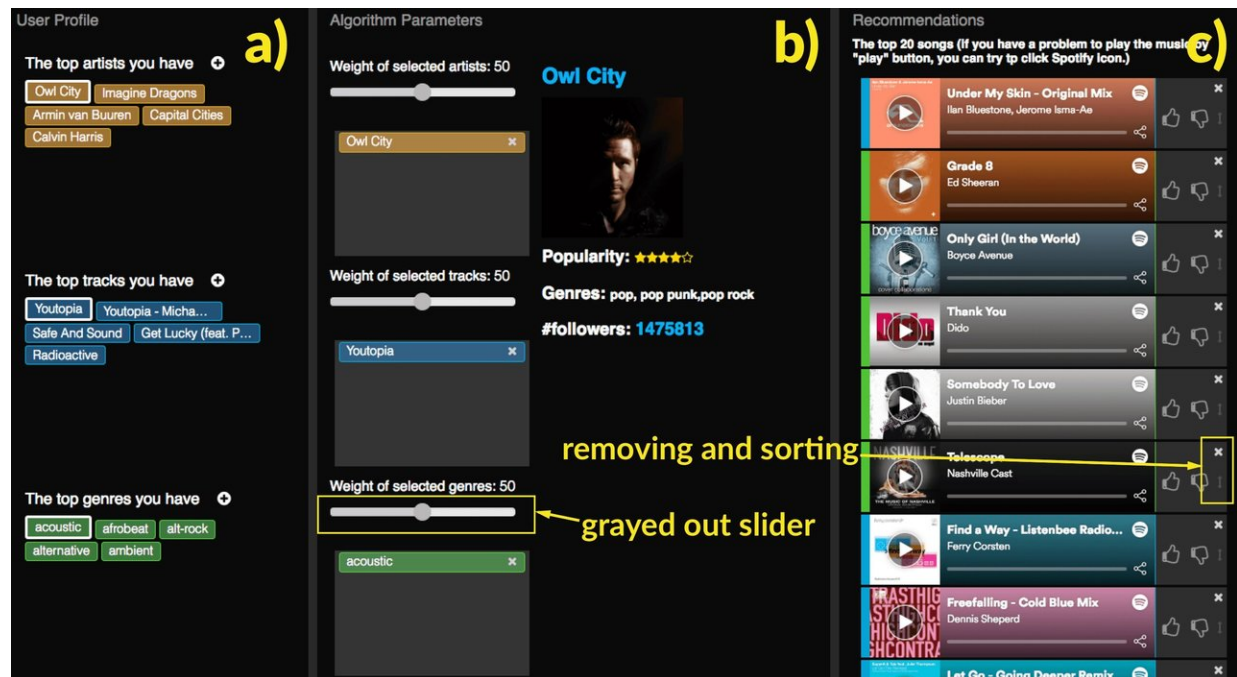 User Profile
a)
The top artists you have
Owl City
Imagine Dragons
Armin van Buuren
Capital Cities
Calvin Harris
The top tracks you have
Youtopia
Youtopia - Micha...
Safe And Sound
Get Lucky (feat. P...
Radioactive
The top genres you have
acoustic
afrobeat
alt-rock
alternative
ambient
Algorithm Parameters
b)
Weight of selected artists: 50
Owl City
Weight of selected tracks: 50
Youtopia
Weight of selected genres: 50
acoustic
Owl City
Popularity:
Genres: pop, pop punk,pop rock
#followers: 1475813
removing and sorting
grayed out slider
Recommendations
c)
The top 20 songs (if you have a problem to play the music by
"play" button, you can try tp click Spotify icon.)
Under My Skin - Original Mix
Ilan Bluestone, Jerome Isma-Ae
Grade 8
Ed Sheeran
boyce avenue
Only Girl (In the World)
Boyce Avenue
Dido
Thank You
Dido
Somebody To Love
Justin Bieber
NASHVILLE
THE MUSIC OF NASHVILLE
Telescope
Nashville Cast
Find a Way - Listenbee Radio...
Ferry Corsten
Freefalling - Cold Blue Mix
Dennis Sheperd
Let Go - Going Deeper Remix